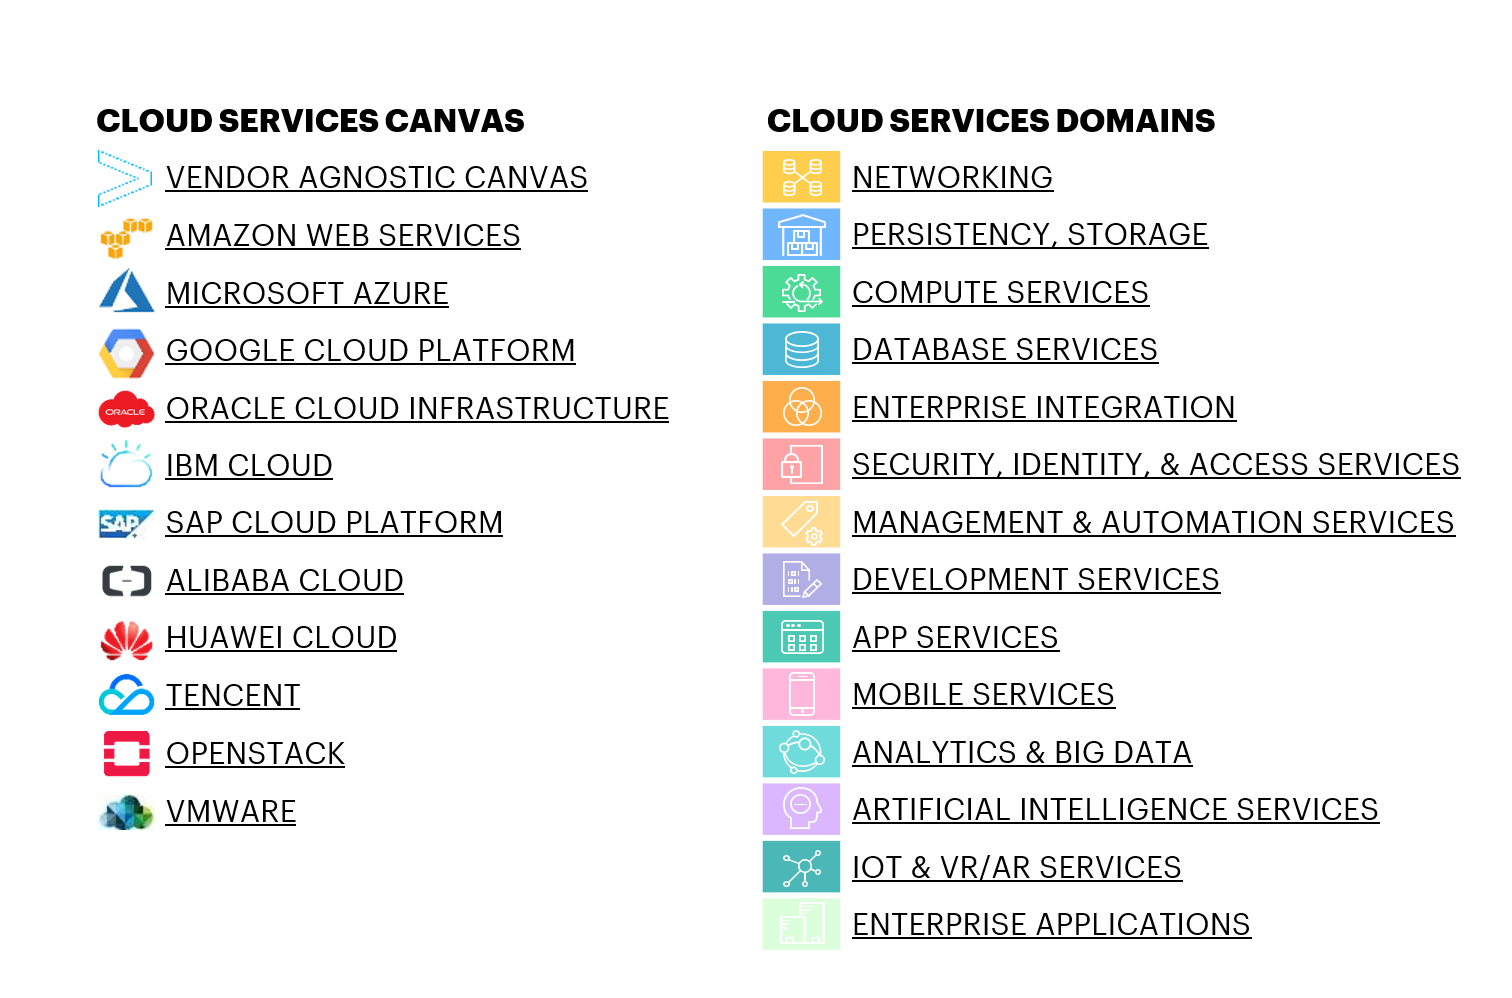 CLOUD SERVICES CANVAS
VENDOR AGNOSTIC CANVAS
AMAZON WEB SERVICES
MICROSOFT AZURE
GOOGLE CLOUD PLATFORM
ORACLE
ORACLE CLOUD INFRASTRUCTURE
IBM CLOUD
SAP
SAP CLOUD PLATFORM
ALIBABA CLOUD
HUAWEI CLOUD
TENCENT
OPENSTACK
VMWARE
CLOUD SERVICES DOMAINS
NETWORKING
PERSISTENCY, STORAGE
COMPUTE SERVICES
DATABASE SERVICES
ENTERPRISE INTEGRATION
SECURITY, IDENTITY, & ACCESS SERVICES
MANAGEMENT & AUTOMATION SERVICES
DEVELOPMENT SERVICES
APP SERVICES
MOBILE SERVICES
ANALYTICS & BIG DATA
ARTIFICIAL INTELLIGENCE SERVICES
IOT & VR/AR SERVICES
ENTERPRISE APPLICATIONS